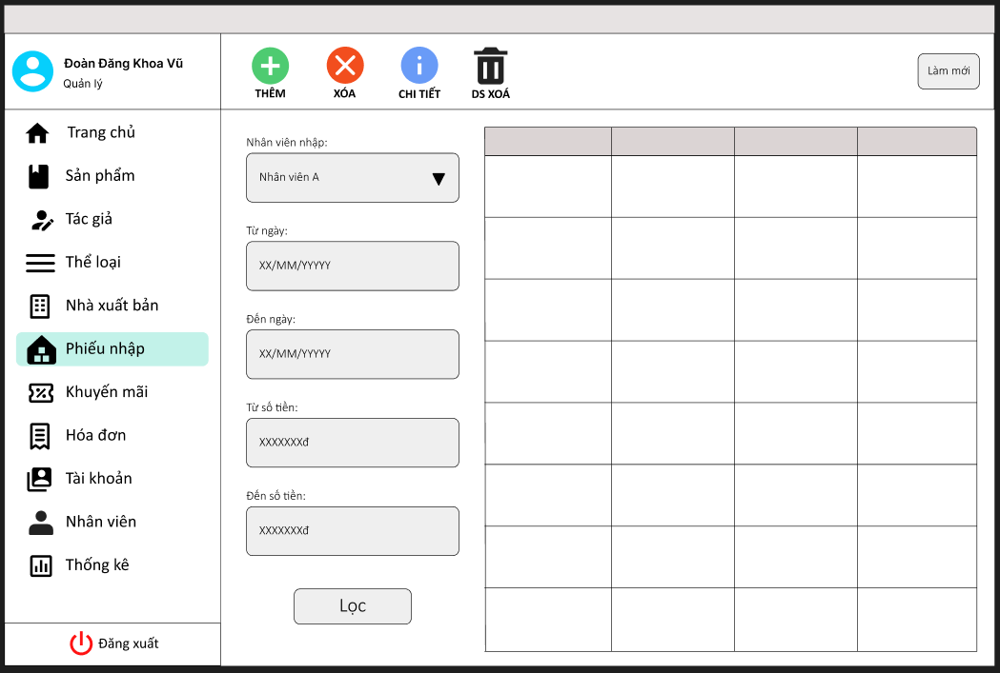 Đoàn Đăng Khoa Vũ
Quản lý
THÊM
XÓA
CHI TIẾT
DS XOÁ
Làm mới
Trang chủ
Sản phẩm
Tác giả
Thể loại
Nhà xuất bản
Phiếu nhập
Khuyến mãi
Hóa đơn
Tài khoản
Nhân viên
Thống kê
Đăng xuất
Nhân viên nhập:
Nhân viên A
Từ ngày:
XX/MM/YYYYY
Đến ngày:
XX/MM/YYYYY
Từ số tiền:
XXXXXXXđ
Đến số tiền:
XXXXXXXđ
Lọc